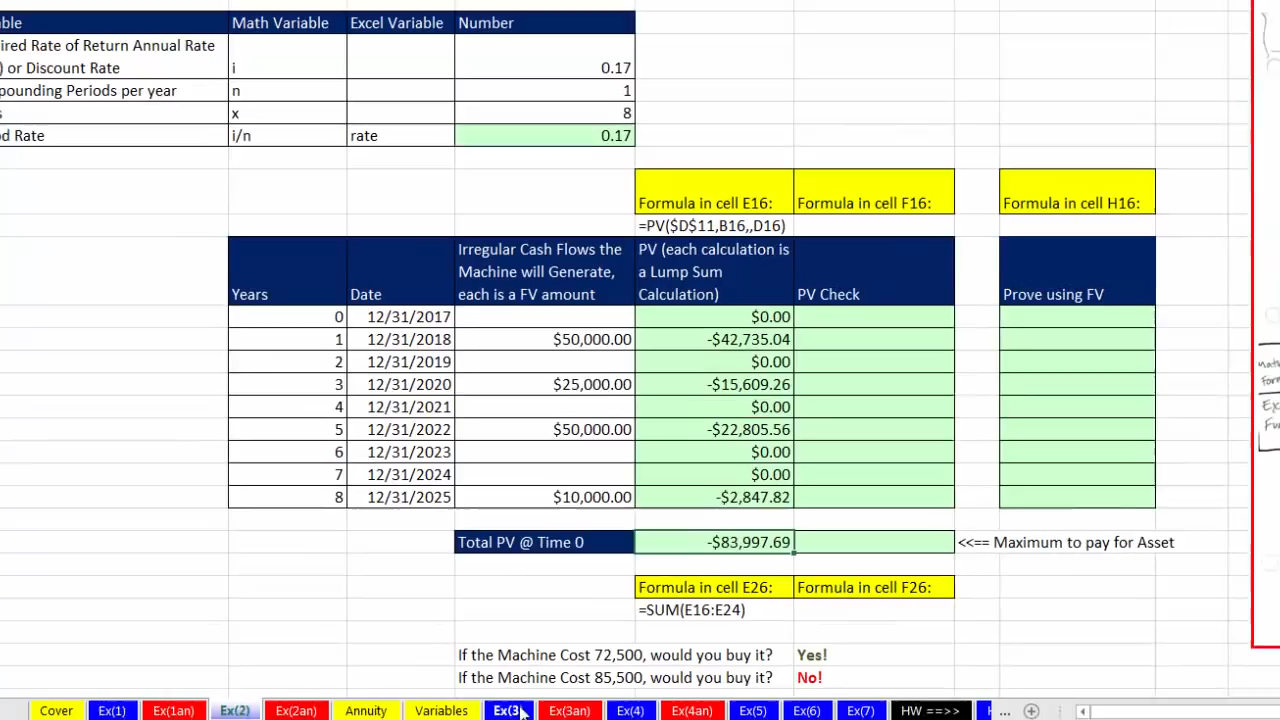 able Math Variable Excel Variable Number
ired Rate of Return Annual Rate
) or Discount Rate i 0.17
pounding Periods per year n 1
s x 8
od Rate i/n rate 0.17
Formula in cell E16: Formula in cell F16: Formula in cell H16:
=PV($D$11,B16,,D16)
Irregular Cash Flows the PV (each calculation is
Machine will Generate, a Lump Sum
Years Date each is a FV amount Calculation) PV Check Prove using FV
0 12/31/2017 $0.00
1 12/31/2018 $50,000.00 -$42,735.04
2 12/31/2019 $0.00
3 12/31/2020 $25,000.00 -$15,609.26
4 12/31/2021 $0.00
5 12/31/2022 $50,000.00 -$22,805.56
6 12/31/2023 $0.00
7 12/31/2024 $0.00
8 12/31/2025 $10,000.00 -$2,847.82
Total PV @ Time 0 -$83,997.69 <<== Maximum to pay for Asset
Formula in cell E26: Formula in cell F26:
=SUM(E16:E24)
If the Machine Cost 72,500, would you buy it? Yes!
If the Machine Cost 85,500, would you buy it? No!
Cover Ex(1) Ex(1an) Ex(2) Ex(2an) Annuity Variables Ex(3 Ex(3an) Ex(4) Ex(4an) Ex(5) Ex(6) Ex(7) HW ==>> ...